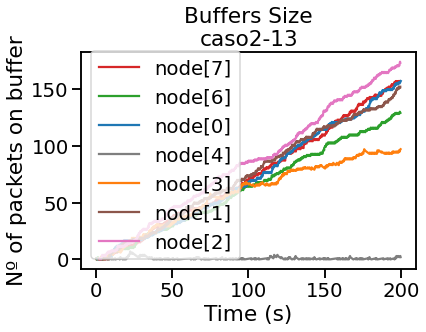 Buffers Size
caso2-13
Nº of packets on buffer
150
100
50
0
node[7]
node[6]
node[0]
node[4]
node[3]
node[1]
node[2]
0
50
100
150
200
Time (s)